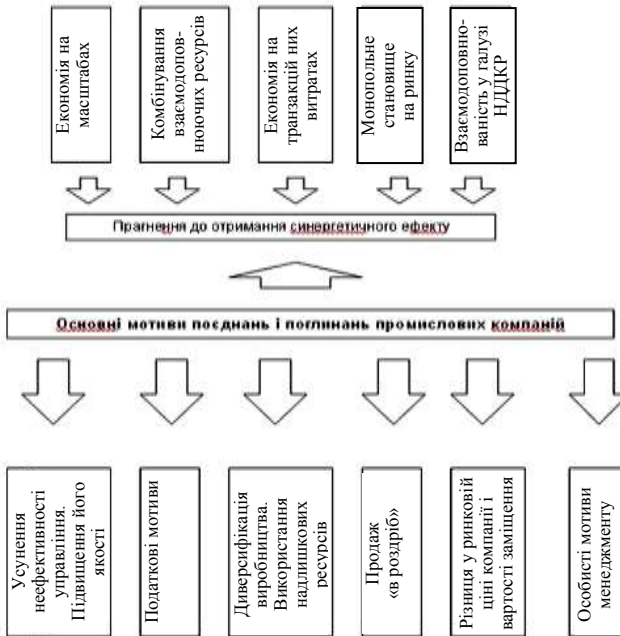 Економія на
масштабах
Комбінування
взаємодопов-
нюючих ресурсів
Економія на
транзакцій них
витратах
Монопольне
становище
на ринку
Взаємодоповню-
ваність у галузі
НДДКР
Прагнення до отримання синергетичного ефекту
Основні мотиви поєднань і поглинань промислових компаній
Усунення
неефективності
управління.
Підвищення його
якості
Податкові мотиви
Диверсифікація
виробництва.
Використання
надлишкових
ресурсів
Продаж
«в роздріб»
Різниця у ринковій
ціні компанії і
вартості заміщення
Особисті мотиви
менеджменту